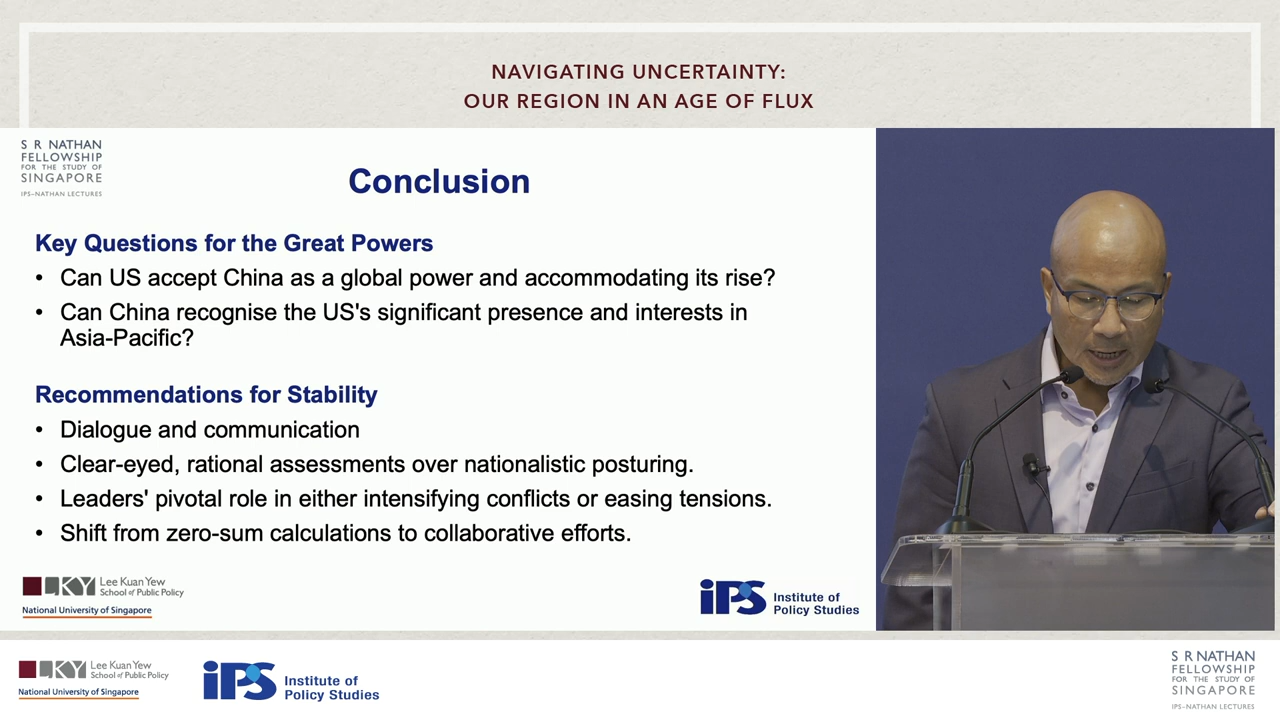 NAVIGATING UNCERTAINTY:
OUR REGION IN AN AGE OF FLUX
S R NATHAN
FELLOWSHIP
FOR THE STUDY OF
SINGAPORE
IPS–NATHAN LECTURES
Conclusion
Key Questions for the Great Powers
• Can US accept China as a global power and accommodating its rise?
• Can China recognise the US's significant presence and interests in
Asia-Pacific?
Recommendations for Stability
• Dialogue and communication
• Clear-eyed, rational assessments over nationalistic posturing.
• Leaders' pivotal role in either intensifying conflicts or easing tensions.
• Shift from zero-sum calculations to collaborative efforts.
LKY Lee Kuan Yew
School of Public Policy
National University of Singapore
iPS Institute of
Policy Studies
LKY Lee Kuan Yew
School of Public Policy
National University of Singapore
iPS Institute of
Policy Studies
S R NATHAN
FELLOWSHIP
FOR THE STUDY OF
SINGAPORE
IPS–NATHAN LECTURES